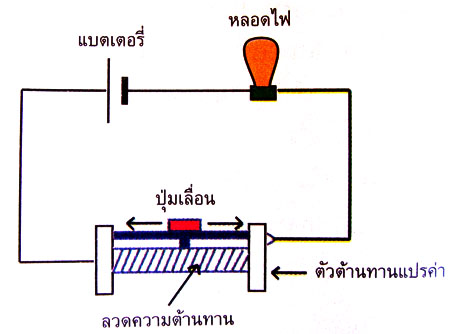 หลอดไฟ
แบตเตอรี่
ปุ่มเลื่อน
ตัวต้านทานแปรค่า
ลวดความต้านทาน